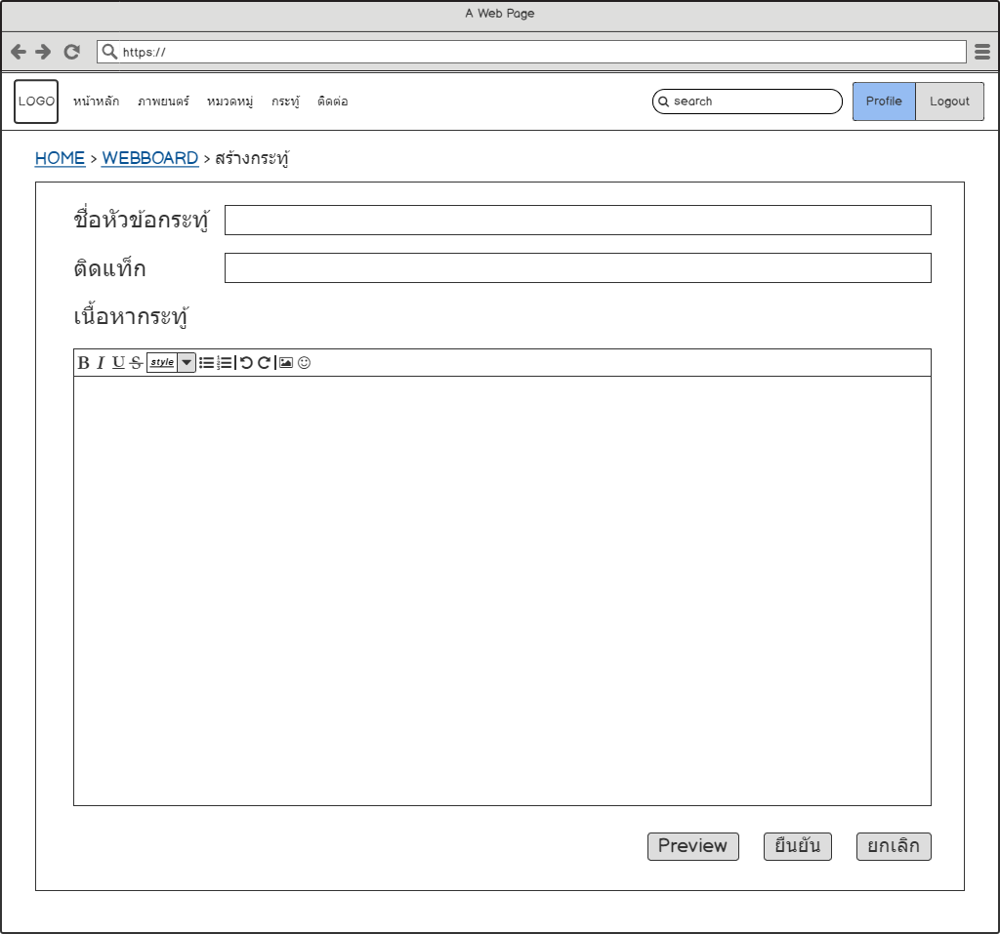 A Web Page
https://
LOGO หน้าหลัก ภาพยนตร์ หมวดหมู่ กระทู้ ติดต่อ search Profile Logout
HOME > WEBBOARD > สร้างกระทู้
ชื่อหัวข้อกระทู้
ติดแท็ก
เนื้อหากระทู้
B I U S style
Preview ยืนยัน ยกเลิก